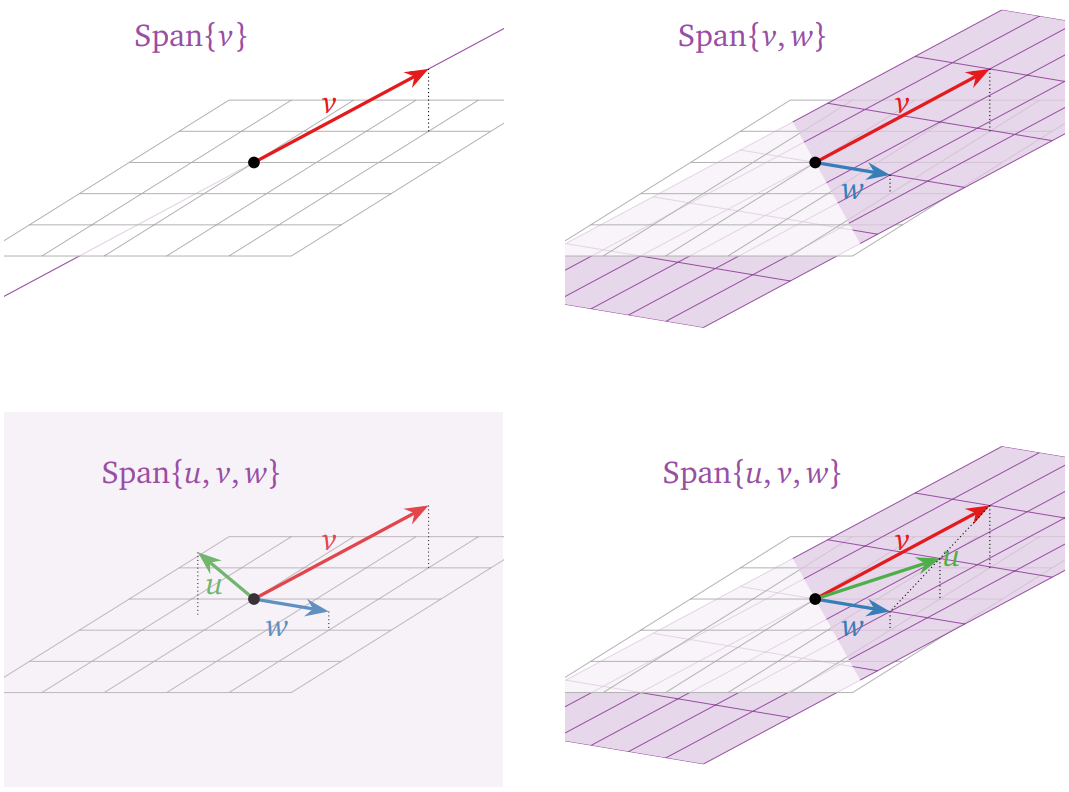 Span{v}
v
Span{v, w}
v
w
Span{u, v, w}
v
u
w
Span{u, v, w}
v
u
w